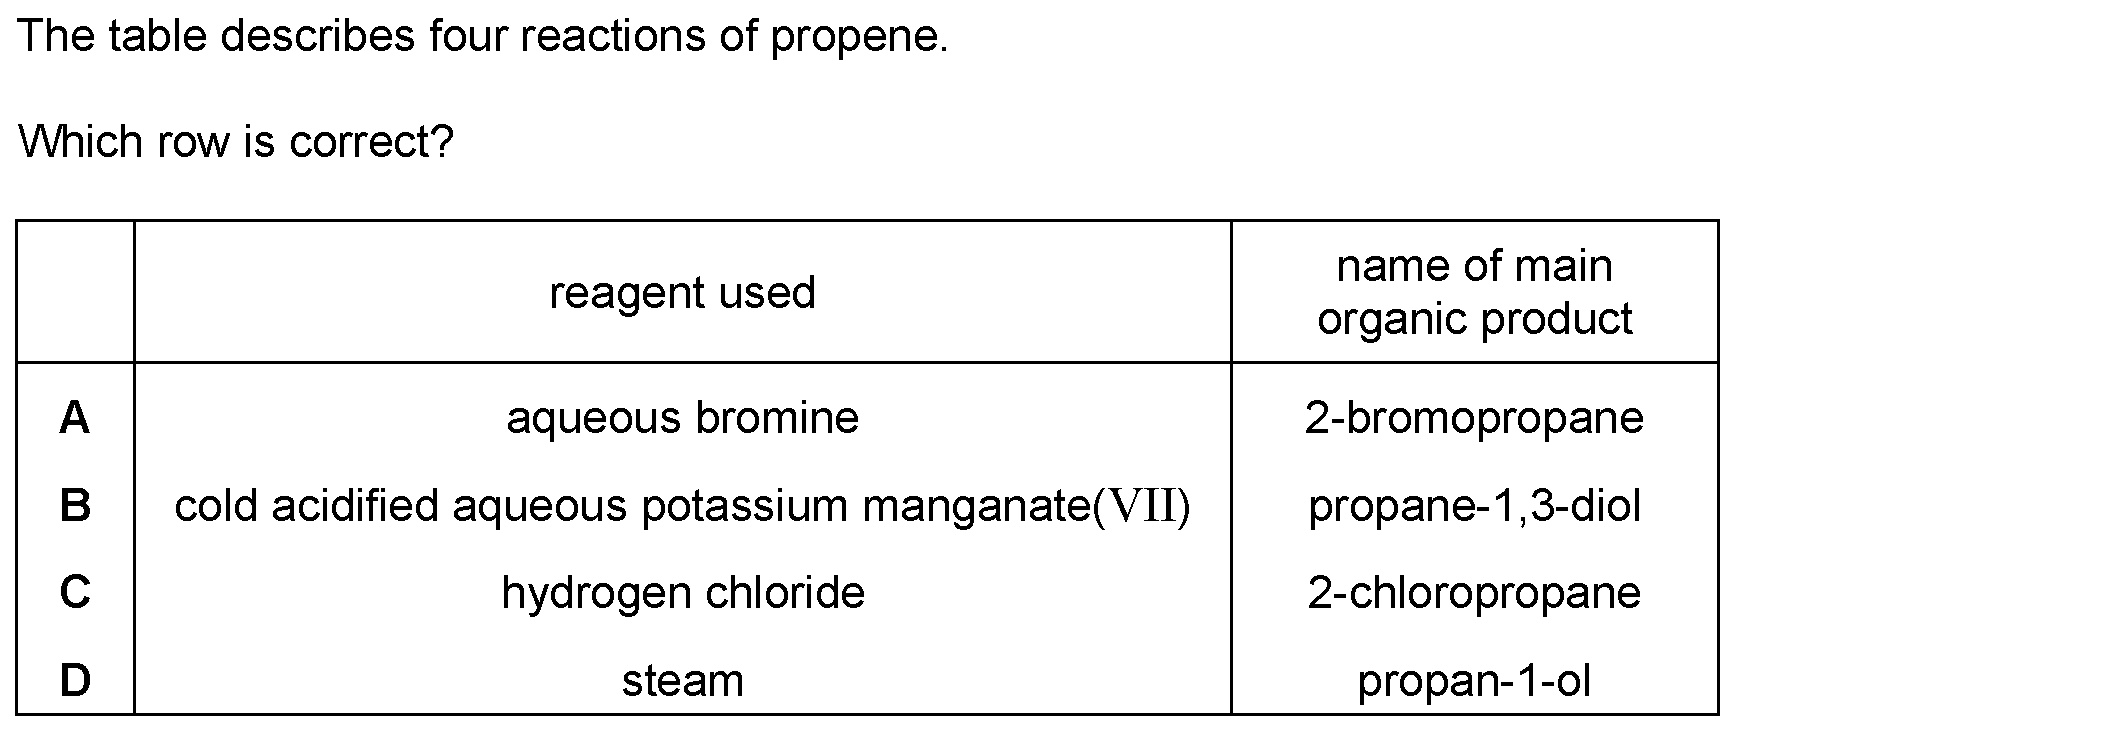 The table describes four reactions of propene.
Which row is correct?
reagent used
name of main
organic product
A aqueous bromine 2-bromopropane
B cold acidified aqueous potassium manganate(VII) propane-1,3-diol
C hydrogen chloride 2-chloropropane
D steam propan-1-ol